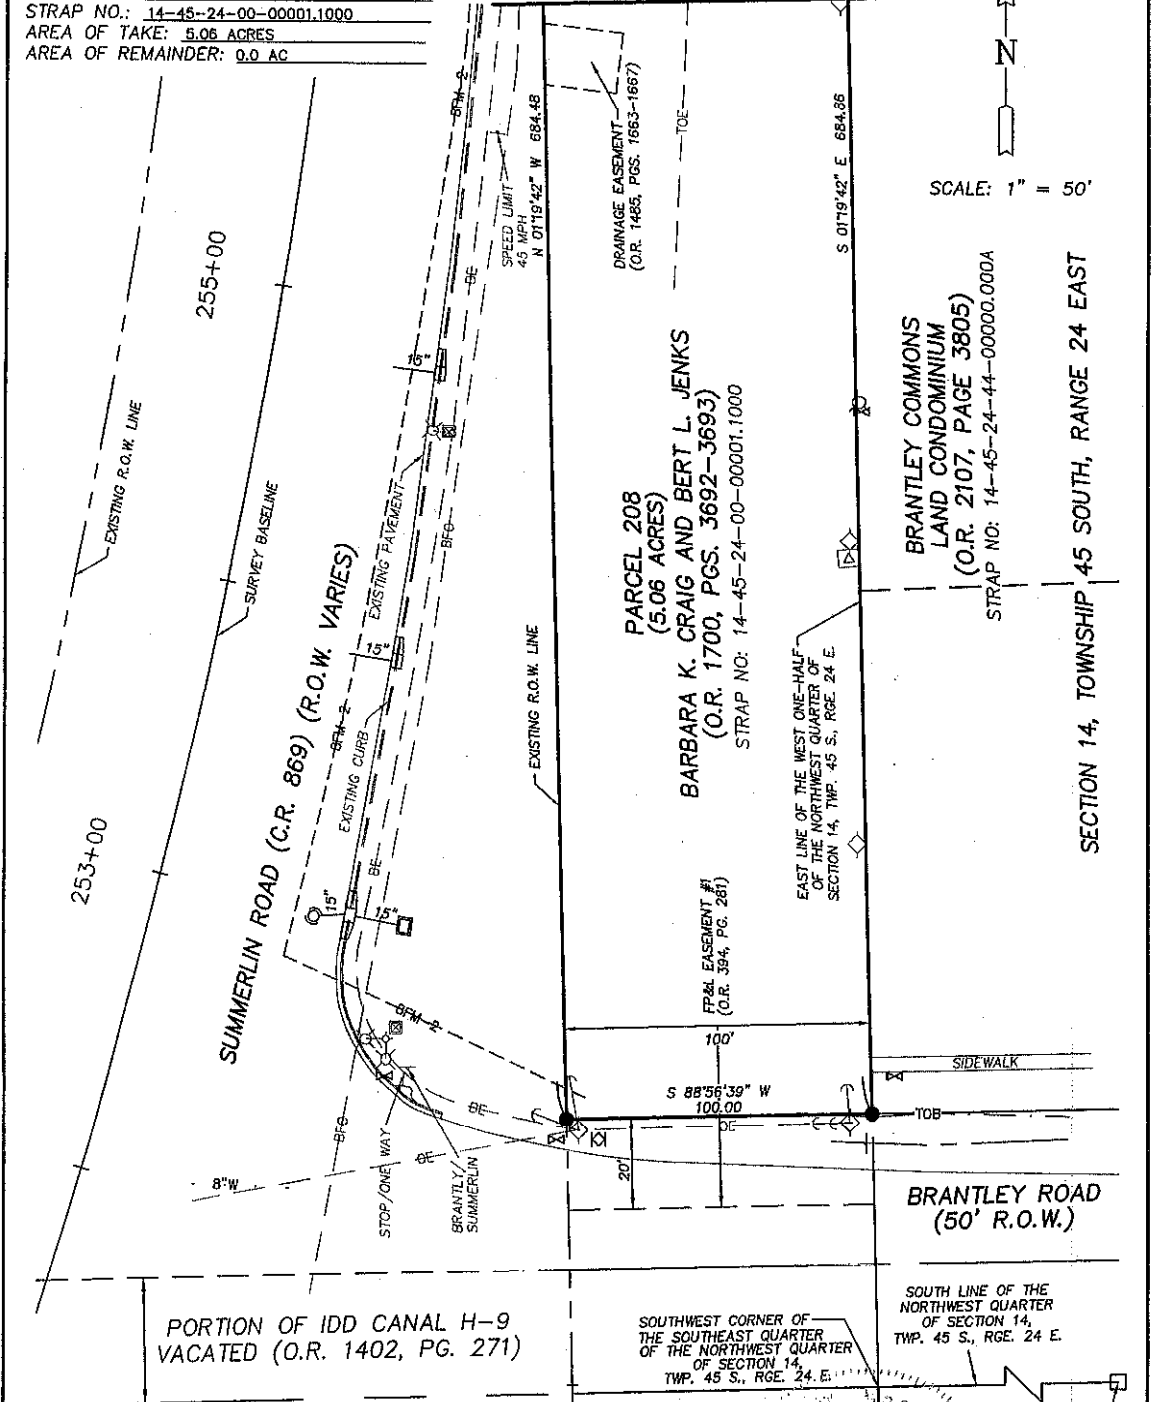 STRAP NO.: 14-45-24-00-00001.1000
AREA OF TAKE: 5.06 ACRES
AREA OF REMAINDER: 0.0 AC
N
SCALE: 1" = 50'
BFM-2
SPEED LIMIT
45 MPH
N 01°19'42" W 684.48
DRAINAGE EASEMENT
(O.R. 1485, PGS. 1663-1667)
TOE
S 01°19'42" E 684.86
255+00
EXISTING R.O.W. LINE
SURVEY BASELINE
OE
15"
EXISTING PAVEMENT
BFO
PARCEL 208
(5.06 ACRES)
BARBARA K. CRAIG AND BERT L. JENKS
(O.R. 1700, PGS. 3692-3693)
STRAP NO: 14-45-24-00-00001.1000
BRANTLEY COMMONS
LAND CONDOMINIUM
(O.R. 2107, PAGE 3805)
STRAP NO: 14-45-24-44-00000.000A
SECTION 14, TOWNSHIP 45 SOUTH, RANGE 24 EAST
15"
BFM-2
EXISTING CURB
SUMMERLIN ROAD (C.R. 869) (R.O.W. VARIES)
EXISTING R.O.W. LINE
EAST LINE OF THE WEST ONE-HALF
OF THE NORTHWEST QUARTER OF
SECTION 14, TWP. 45 S., RGE. 24 E.
253+00
OE
15"
15"
FP&L EASEMENT #1
(O.R. 394, PG. 281)
BFM-2
100'
S 88°56'39" W
100.00
OE
SIDEWALK
TOB
OE
BFO
OE
20'
8"W
STOP/ONE WAY
BRANTLY/
SUMMERLIN
BRANTLEY ROAD
(50' R.O.W.)
PORTION OF IDD CANAL H-9
VACATED (O.R. 1402, PG. 271)
SOUTHWEST CORNER OF
THE SOUTHEAST QUARTER
OF THE NORTHWEST QUARTER
OF SECTION 14,
TWP. 45 S., RGE. 24 E.
SOUTH LINE OF THE
NORTHWEST QUARTER
OF SECTION 14,
TWP. 45 S., RGE. 24 E.